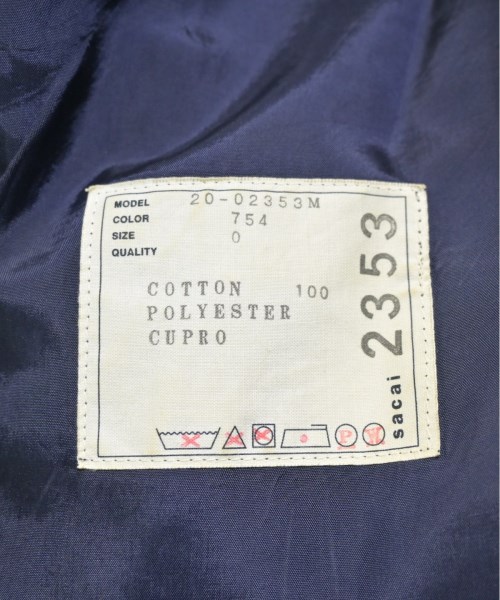 MODEL 20-02353M
COLOR 754
SIZE 0
QUALITY
COTTON 100
POLYESTER
CUPRO
P W
sacai 2353